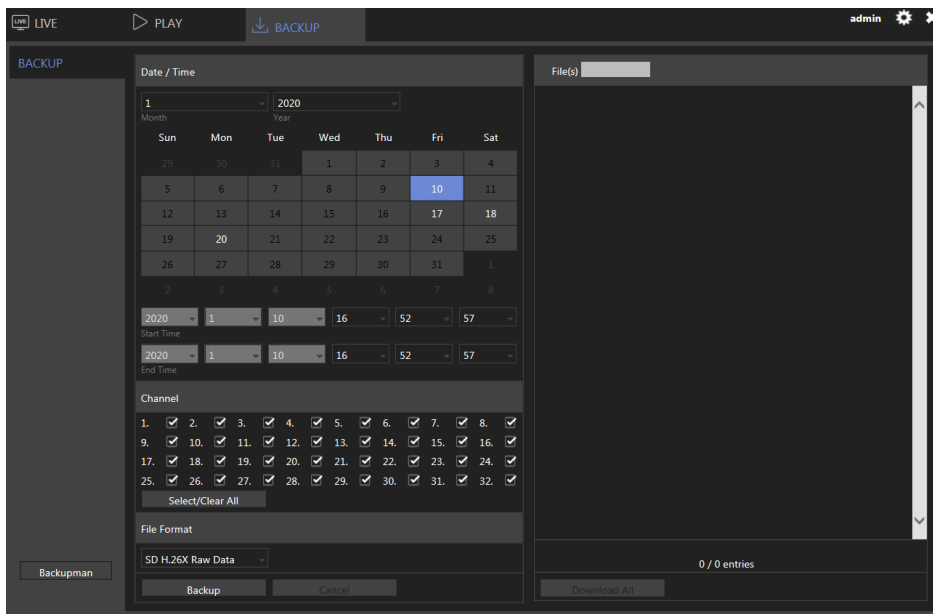 LIVE LIVE PLAY BACKUP admin
BACKUP
Date / Time
1 2020
Month Year
Sun Mon Tue Wed Thu Fri Sat
29 30 31 1 2 3 4
5 6 7 8 9 10 11
12 13 14 15 16 17 18
19 20 21 22 23 24 25
26 27 28 29 30 31 1
2 3 4 5 6 7 8
2020 1 10 16 52 57
Start Time
2020 1 10 16 52 57
End Time
Channel
1. 2. 3. 4. 5. 6. 7. 8.
9. 10. 11. 12. 13. 14. 15. 16.
17. 18. 19. 20. 21. 22. 23. 24.
25. 26. 27. 28. 29. 30. 31. 32.
Select/Clear All
File Format
SD H.26X Raw Data
Backup Cancel
Backupman
File(s)
0 / 0 entries
Download All